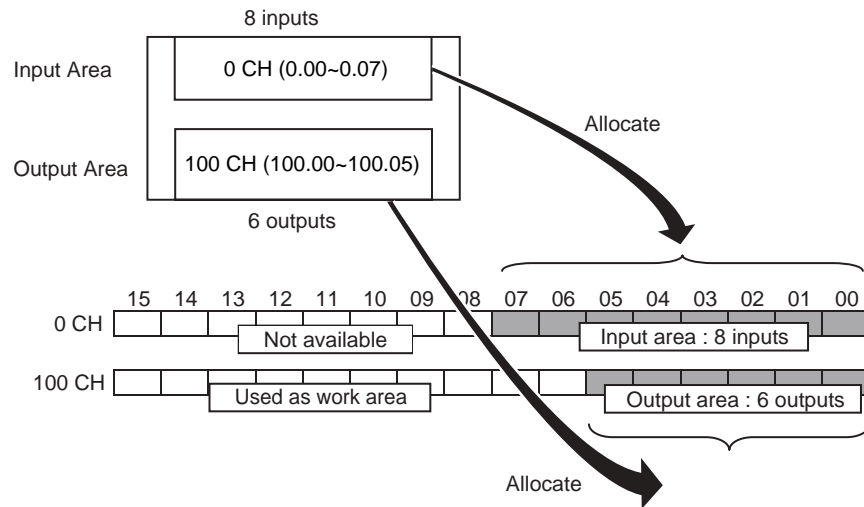 8 inputs
Input Area
0 CH (0.00~0.07)
Allocate
Output Area
100 CH (100.00~100.05)
6 outputs
15 14 13 12 11 10 09 08 07 06 05 04 03 02 01 00
0 CH
Not available
Input area : 8 inputs
100 CH
Used as work area
Output area : 6 outputs
Allocate